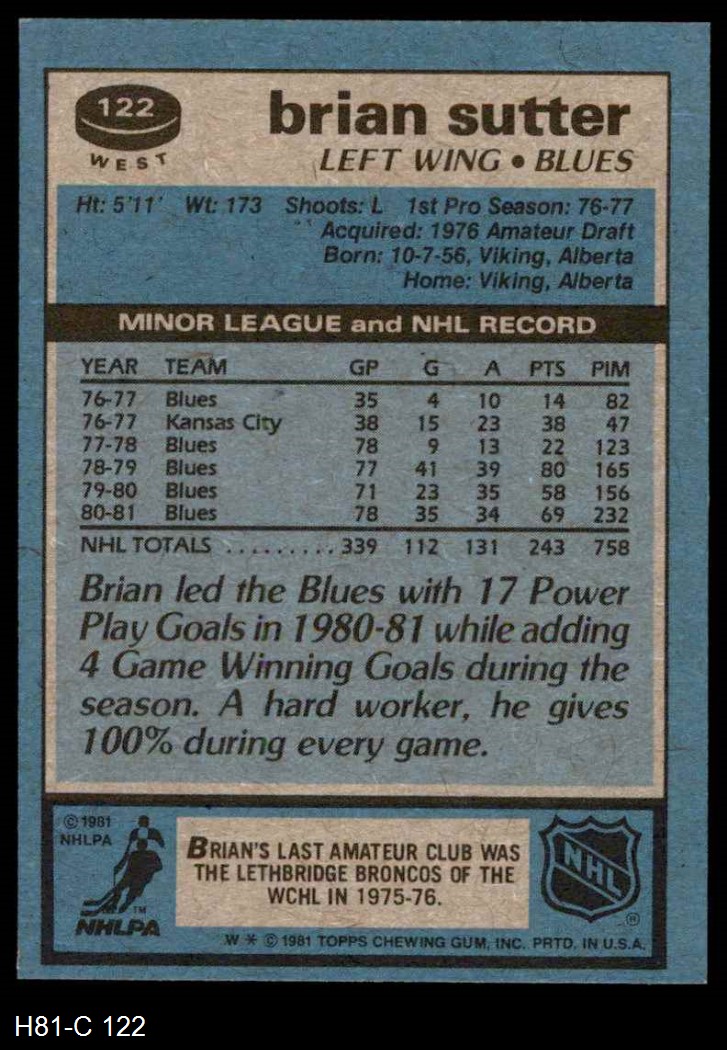 122
WEST
brian sutter
LEFT WING • BLUES
Ht: 5'11' Wt: 173 Shoots: L 1st Pro Season: 76-77
Acquired: 1976 Amateur Draft
Born: 10-7-56, Viking, Alberta
Home: Viking, Alberta
MINOR LEAGUE and NHL RECORD
YEAR TEAM GP G A PTS PIM
76-77 Blues 35 4 10 14 82
76-77 Kansas City 38 15 23 38 47
77-78 Blues 78 9 13 22 123
78-79 Blues 77 41 39 80 165
79-80 Blues 71 23 35 58 156
80-81 Blues 78 35 34 69 232
NHL TOTALS .......... 339 112 131 243 758
Brian led the Blues with 17 Power
Play Goals in 1980-81 while adding
4 Game Winning Goals during the
season. A hard worker, he gives
100% during every game.
© 1981
NHLPA
TM
NHLPA
BRIAN'S LAST AMATEUR CLUB WAS
THE LETHBRIDGE BRONCOS OF THE
WCHL IN 1975-76.
NHL
®
W * © 1981 TOPPS CHEWING GUM, INC. PRTD. IN U.S.A.
H81-C 122